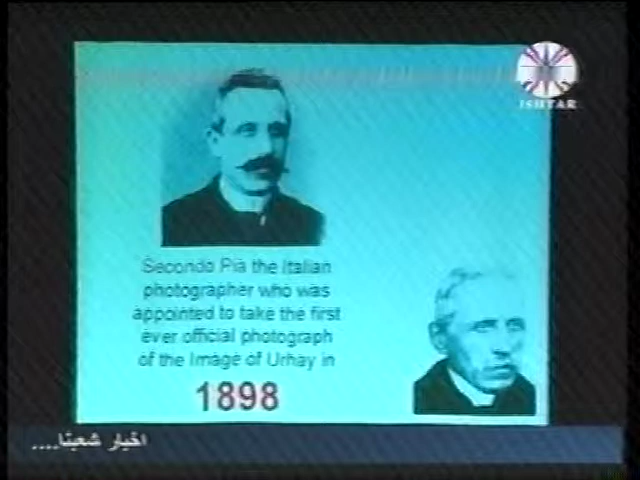 ISHTAR
Secondo Pia the Italian
photographer who was
appointed to take the first
ever official photograph
of the Image of Urhay in
1898
اخبار شعبنا....